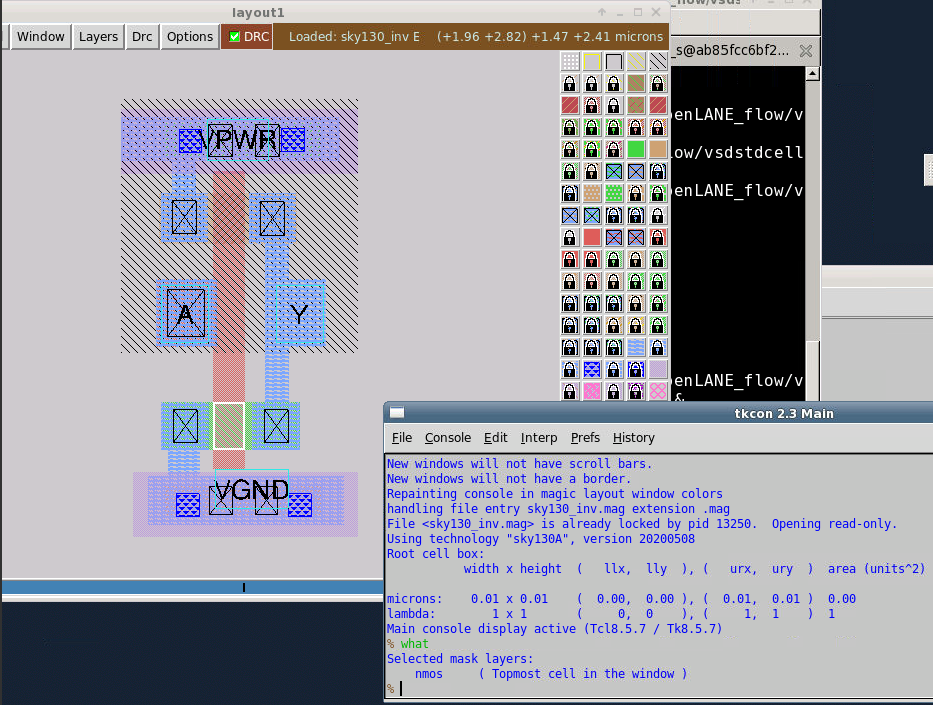 layout1
Window Layers Drc Options DRC Loaded: sky130_inv E (+1.96 +2.82) +1.47 +2.41 microns
_s@ab85fcc6bf2...
enLANE_flow/v
VPWR
low/vsdstdcell
enLANE_flow/v
A Y
enLANE_flow/v
&
VGND
tkcon 2.3 Main
File Console Edit Interp Prefs History
New windows will not have scroll bars.
New windows will not have a border.
Repainting console in magic layout window colors
handling file entry sky130_inv.mag extension .mag
File <sky130_inv.mag> is already locked by pid 13250.  Opening read-only.
Using technology "sky130A", version 20200508
Root cell box:
width x height  (   llx,  lly  ), (   urx,  ury  )  area (units^2)
microns:    0.01 x 0.01    (  0.00,  0.00 ), (  0.01,  0.01 )  0.00
lambda:        1 x 1       (     0,  0    ), (     1,  1    )  1
Main console display active (Tcl8.5.7 / Tk8.5.7)
% what
Selected mask layers:
nmos     ( Topmost cell in the window )
%